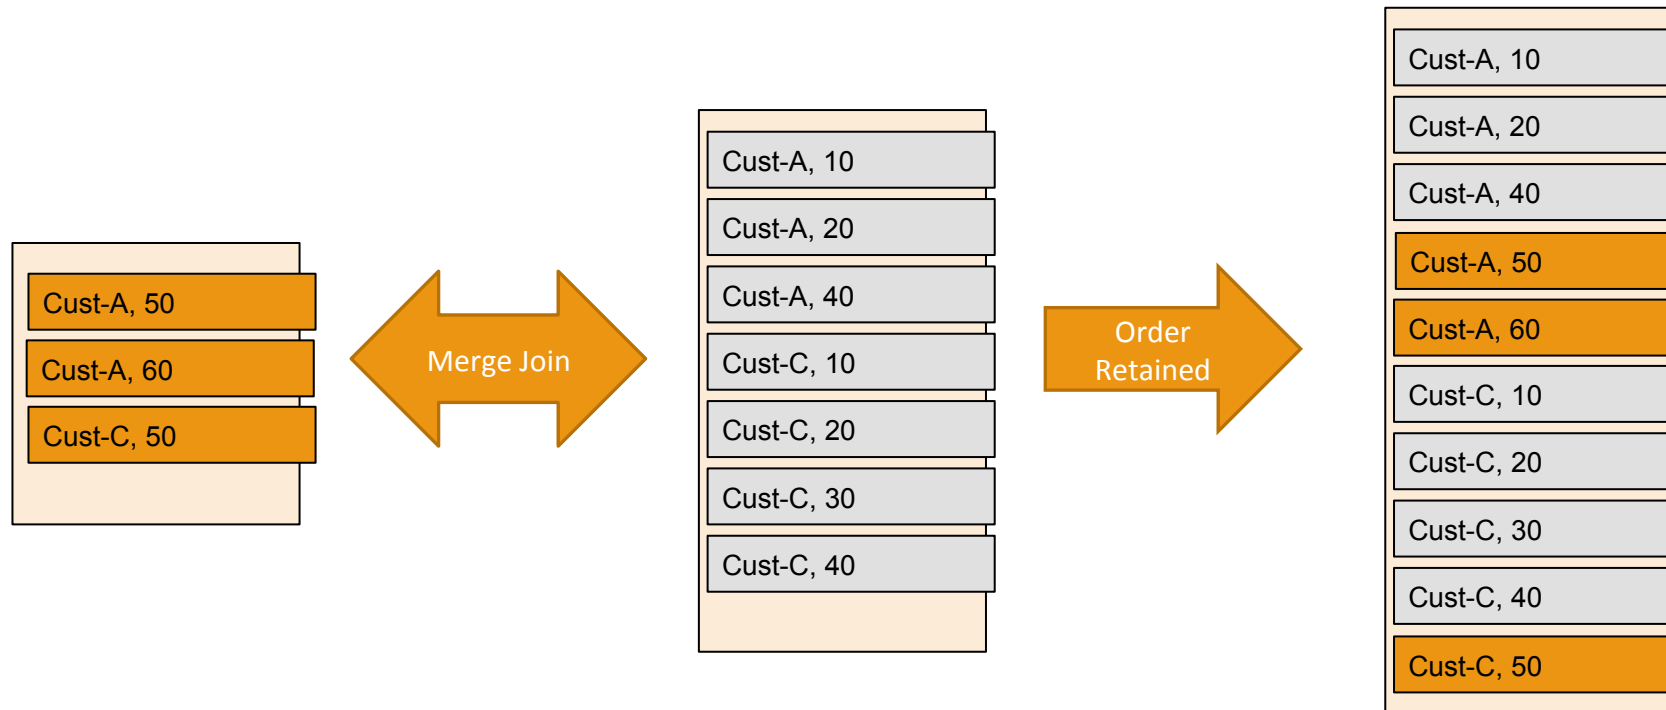 Cust-A, 50
Cust-A, 60
Cust-C, 50
Merge Join
Cust-A, 10
Cust-A, 20
Cust-A, 40
Cust-C, 10
Cust-C, 20
Cust-C, 30
Cust-C, 40
Order
Retained
Cust-A, 10
Cust-A, 20
Cust-A, 40
Cust-A, 50
Cust-A, 60
Cust-C, 10
Cust-C, 20
Cust-C, 30
Cust-C, 40
Cust-C, 50